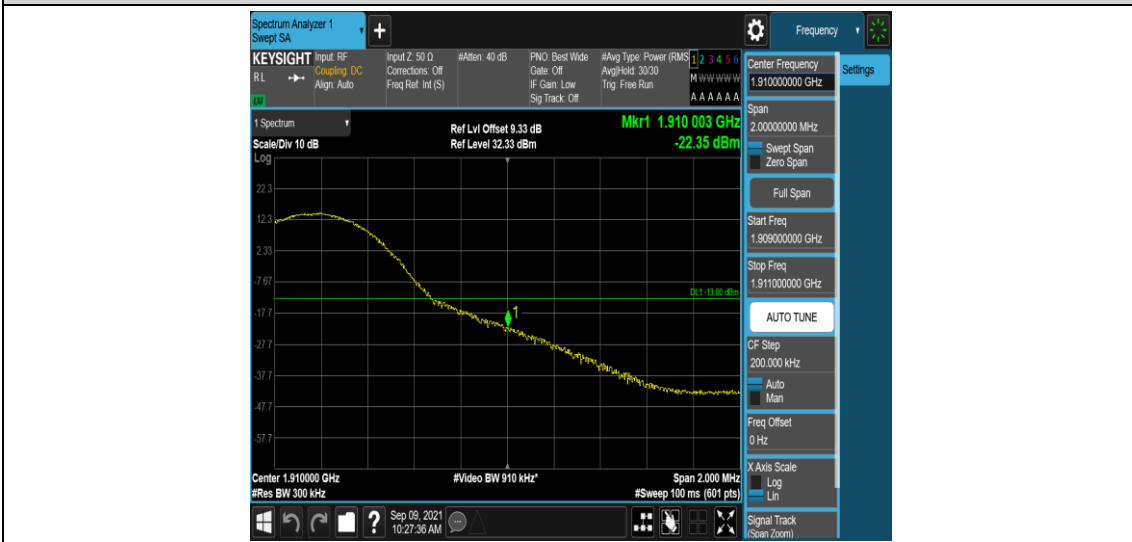 Spectrum Analyzer 1
Swept SA
+
Frequency
KEYSIGHT
RL
LXI
Input: RF
Coupling: DC
Align: Auto
Input Z: 50 Ω
Corrections: Off
Freq Ref: Int (S)
#Atten: 40 dB
PNO: Best Wide
Gate: Off
IF Gain: Low
Sig Track: Off
#Avg Type: Power (RMS
Avg|Hold: 30/30
Trig: Free Run
1 2 3 4 5 6
M W W W W W
A A A A A A
1 Spectrum
Scale/Div 10 dB
Ref Lvl Offset 9.33 dB
Ref Level 32.33 dBm
Mkr1 1.910 003 GHz
-22.35 dBm
Log
22.3
12.3
2.33
-7.67
-17.7
-27.7
-37.7
-47.7
-57.7
DL1 -13.00 dBm
1
Center 1.910000 GHz
#Res BW 300 kHz
#Video BW 910 kHz*
Span 2.000 MHz
#Sweep 100 ms (601 pts)
Center Frequency
1.910000000 GHz
Settings
Span
2.00000000 MHz
Swept Span
Zero Span
Full Span
Start Freq
1.909000000 GHz
Stop Freq
1.911000000 GHz
AUTO TUNE
CF Step
200.000 kHz
Auto
Man
Freq Offset
0 Hz
X Axis Scale
Log
Lin
Signal Track
(Span Zoom)
?
Sep 09, 2021
10:27:36 AM